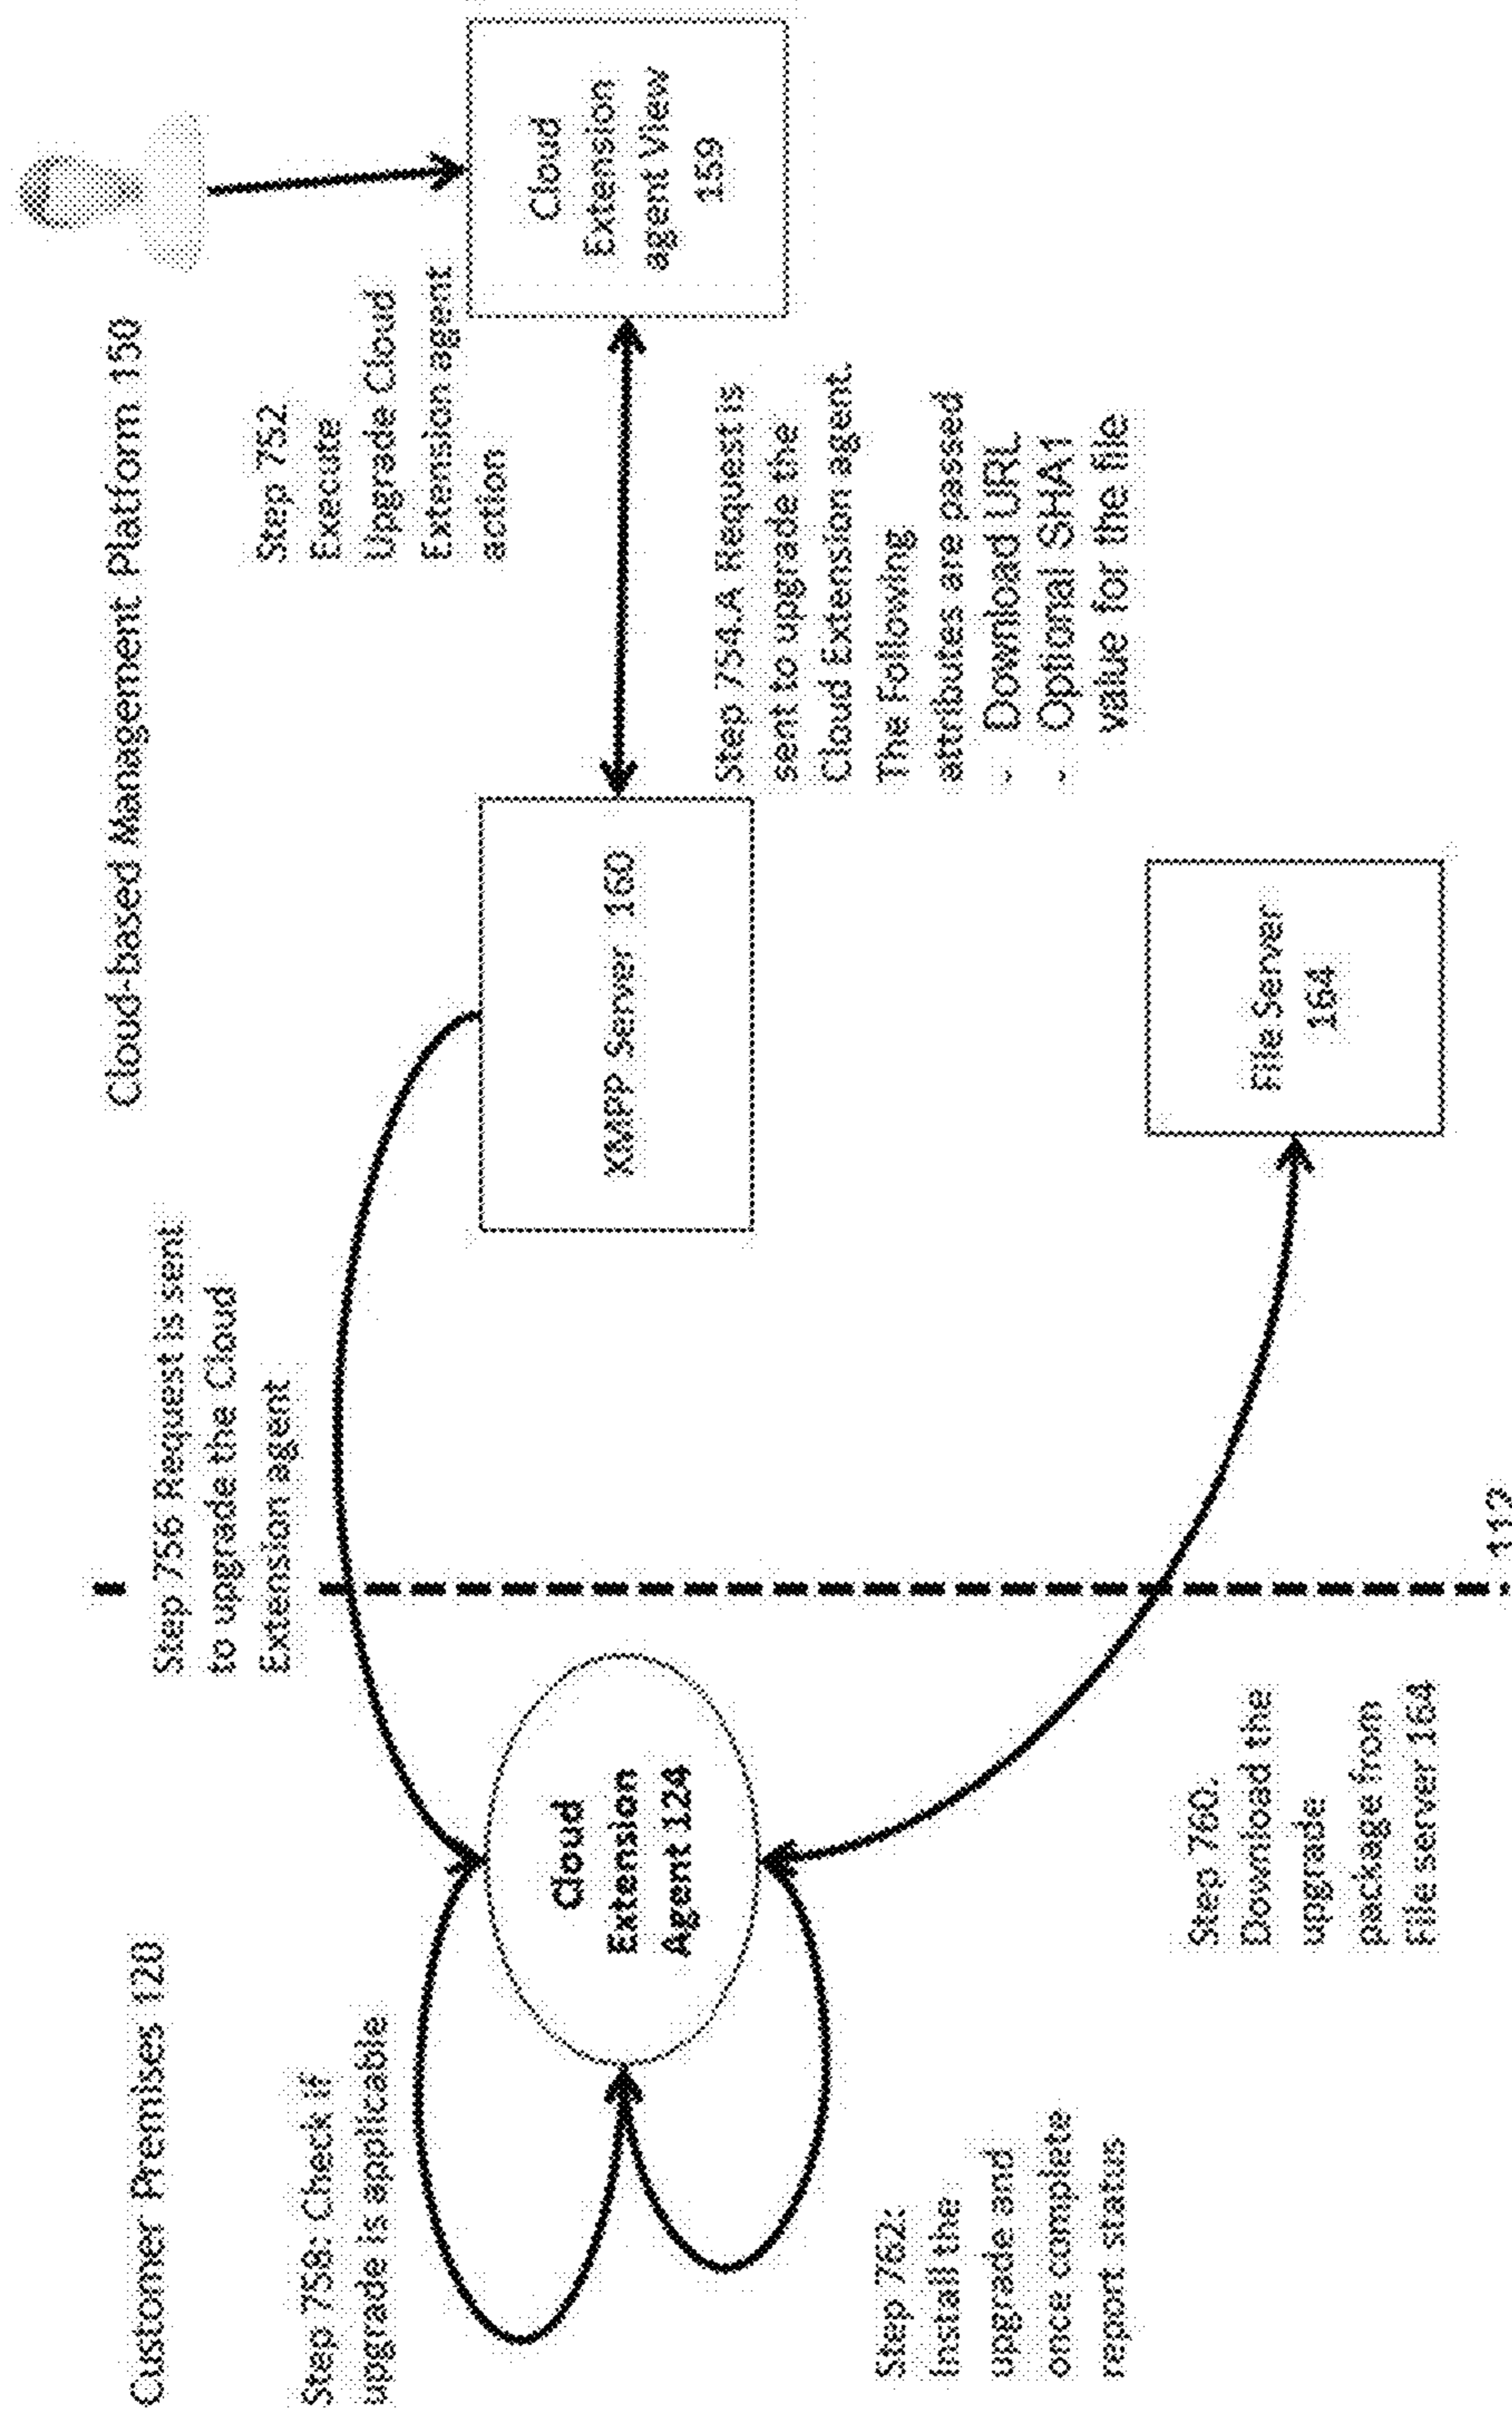 Customer Premises 120
Cloud-based Management Platform 150
Step 758: Check if
upgrade is applicable
Step 756 Request is sent
to upgrade the Cloud
Extension agent
Step 752
Execute
Upgrade Cloud
Extension agent
action
Cloud
Extension
Agent 124
XMPP Server 160
Cloud
Extension
agent View
159
Step 754.A Request is
sent to upgrade the
Cloud Extension agent.
The Following
attributes are passed
- Download URL
- Optional SHA1
value for the file
Step 762:
Install the
upgrade and
once complete
report status
Step 760.
Download the
upgrade
package from
File server 164
File Server
164
112